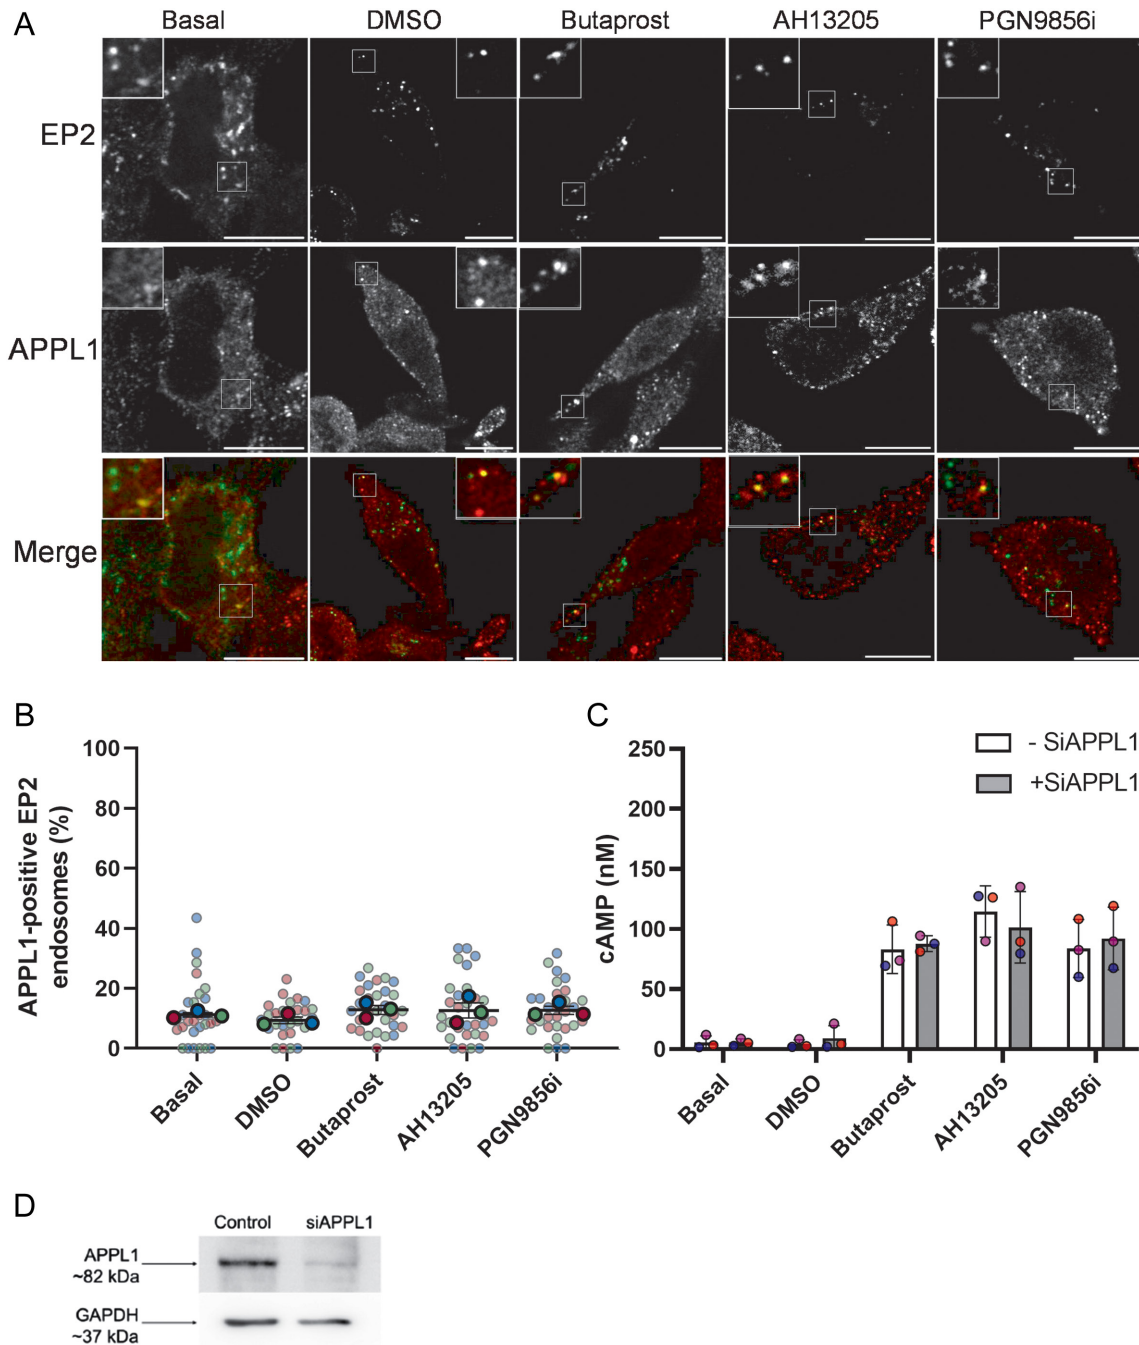 A
Basal DMSO Butaprost AH13205 PGN9856i
EP2
APPL1
Merge
B
APPL1-positive EP2
endosomes (%)
100
80
60
40
20
0
Basal
DMSO
Butaprost
AH13205
PGN9856i
C
- SiAPPL1
+SiAPPL1
cAMP (nM)
250
200
150
100
50
0
Basal
DMSO
Butaprost
AH13205
PGN9856i
D
Control siAPPL1
APPL1
~82 kDa
GAPDH
~37 kDa